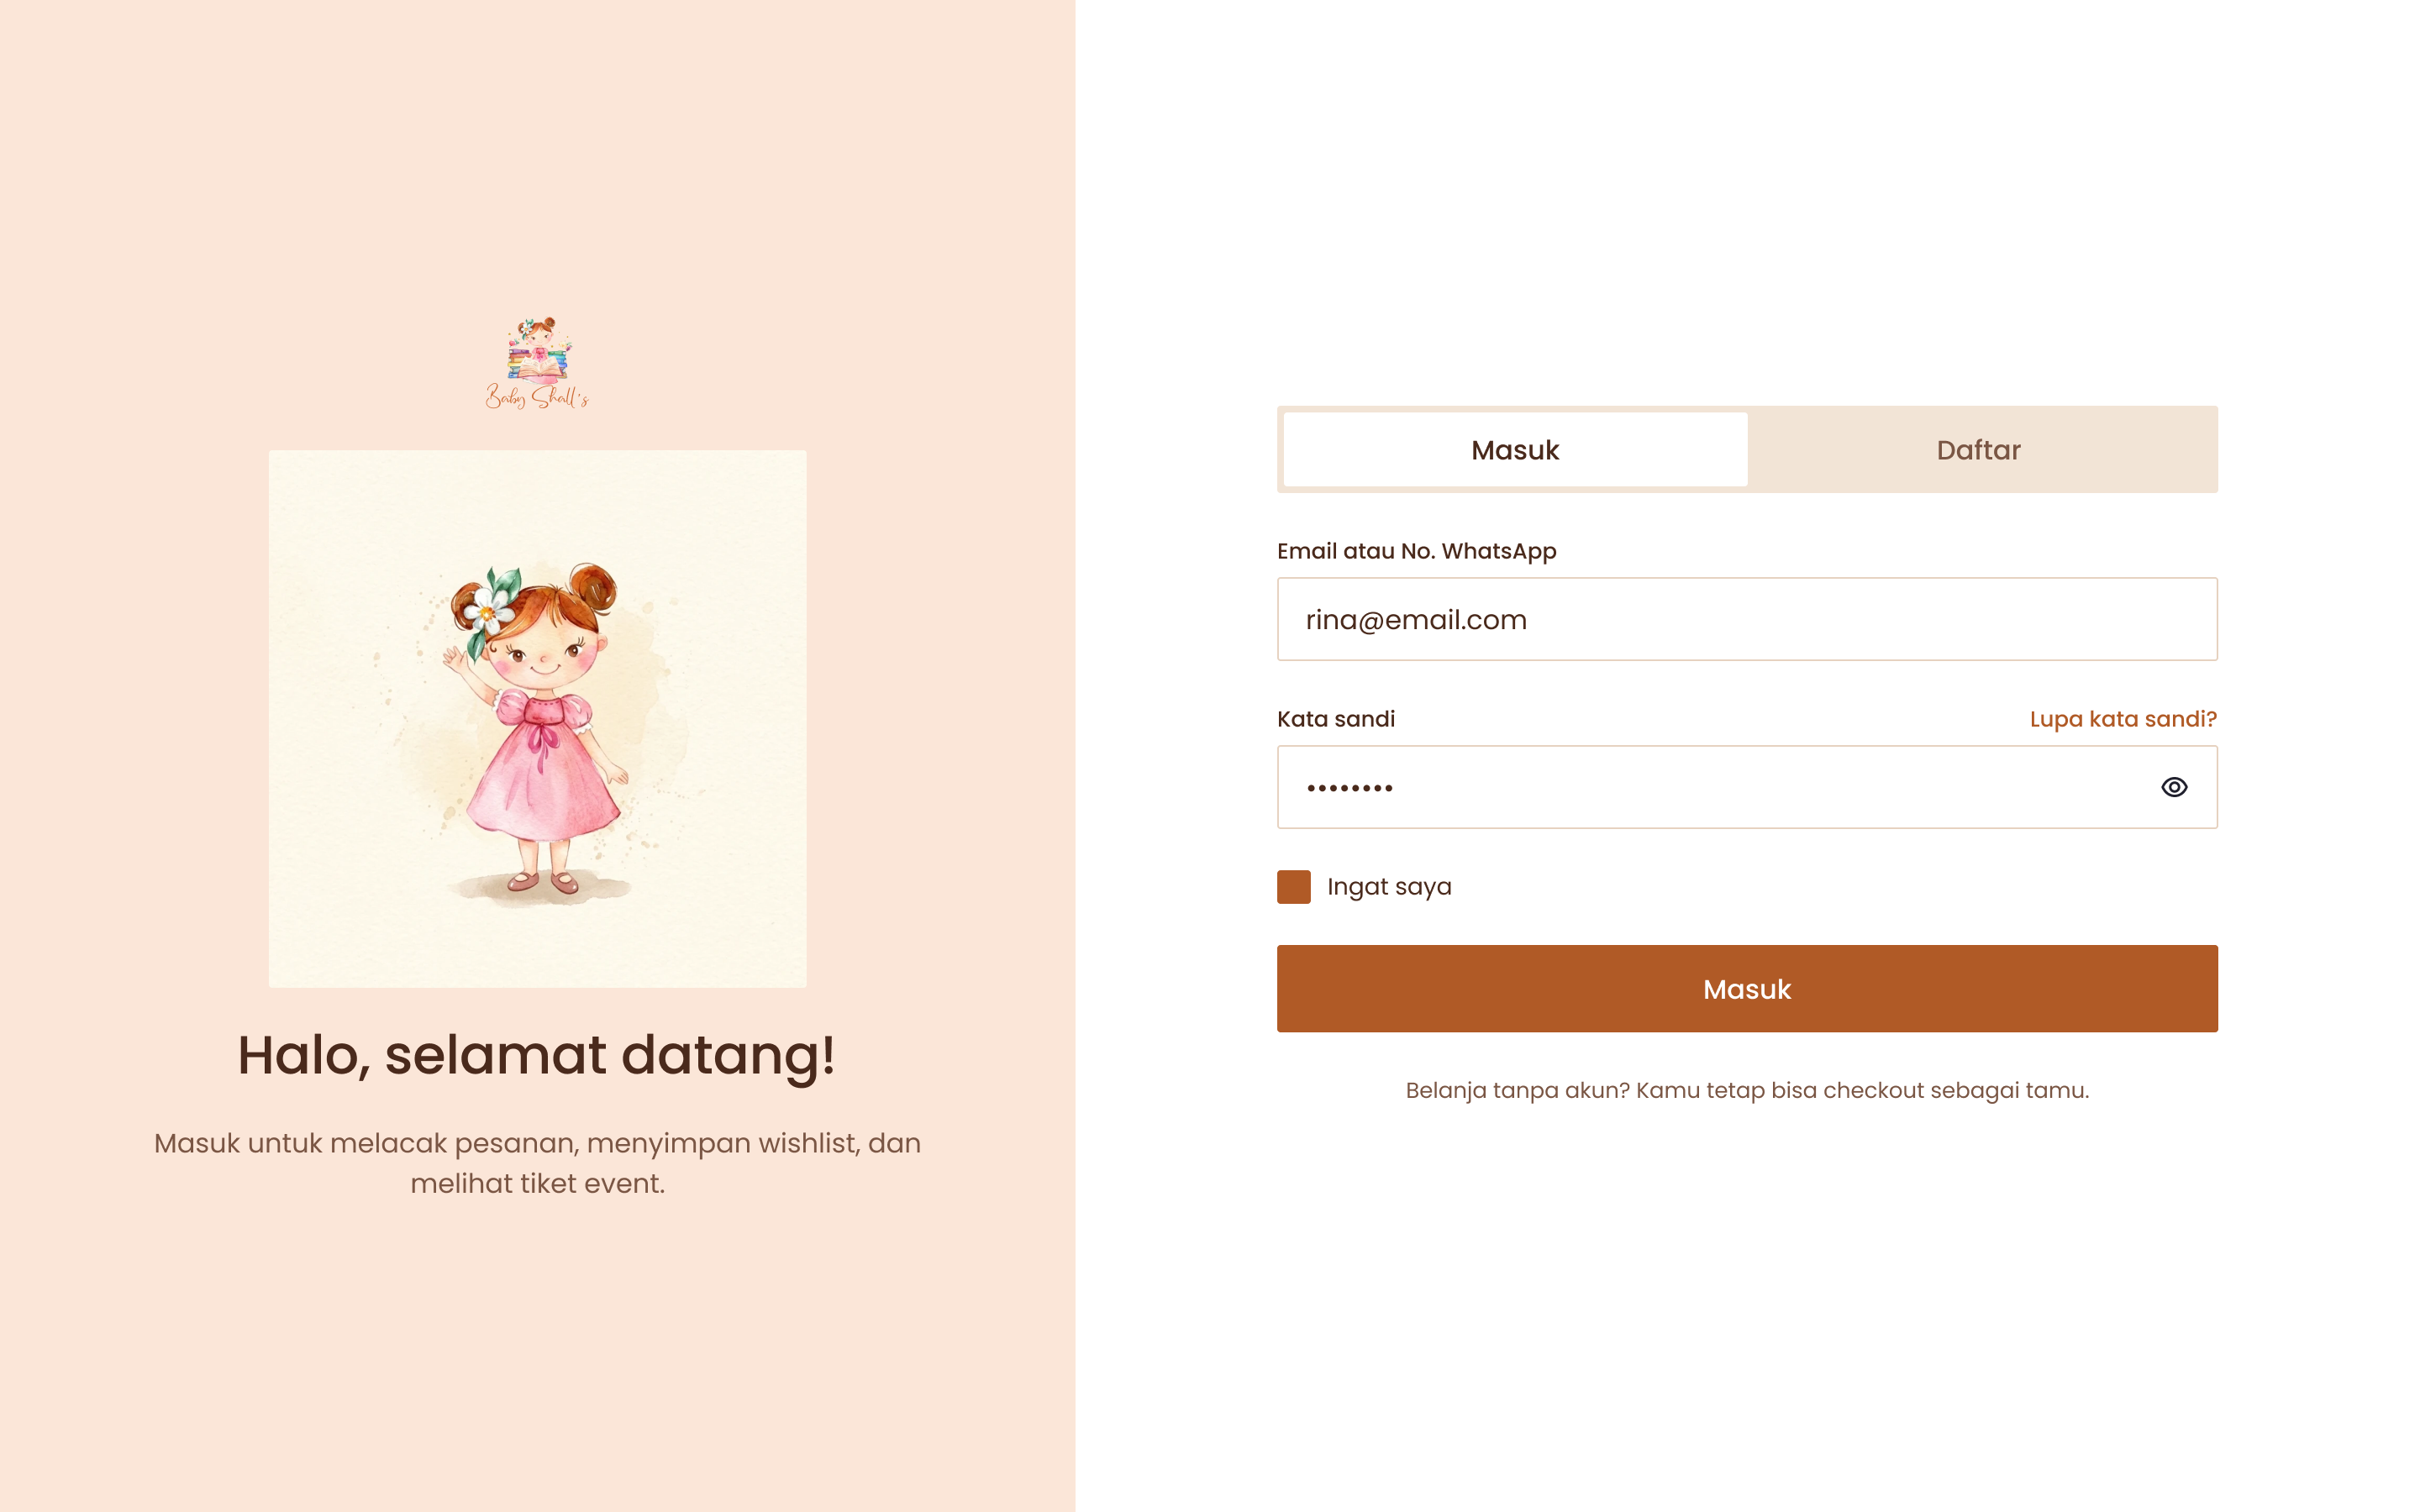 Baby Shall's
Halo, selamat datang!
Masuk untuk melacak pesanan, menyimpan wishlist, dan
melihat tiket event.
Masuk
Daftar
Email atau No. WhatsApp
rina@email.com
Kata sandi
Lupa kata sandi?
••••••••
Ingat saya
Masuk
Belanja tanpa akun? Kamu tetap bisa checkout sebagai tamu.